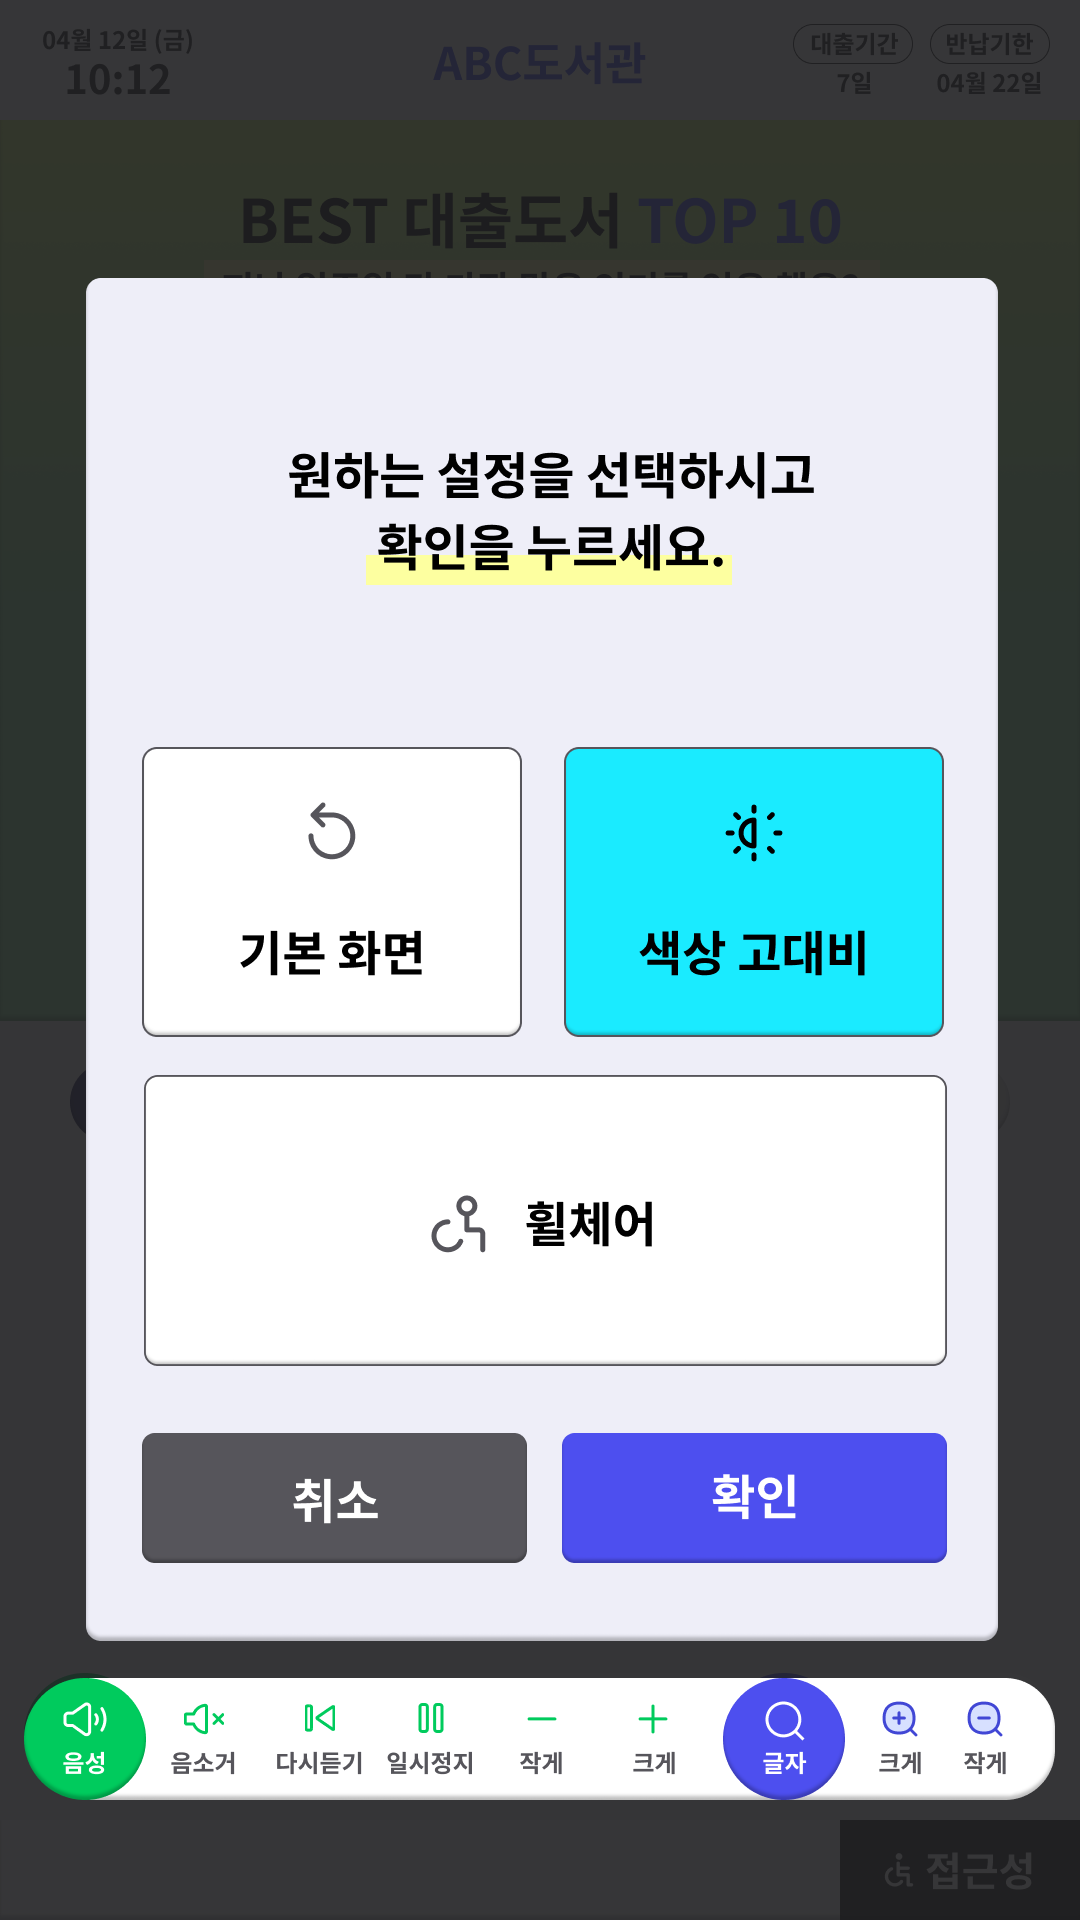 04월 12일 (금)
10:12
ABC도서관
대출기간
7일
반납기한
04월 22일
BEST 대출도서 TOP 10
원하는 설정을 선택하시고
확인을 누르세요.
기본 화면
색상 고대비
휠체어
취소
확인
음성
음소거
다시듣기
일시정지
작게
크게
글자
크게
작게
접근성